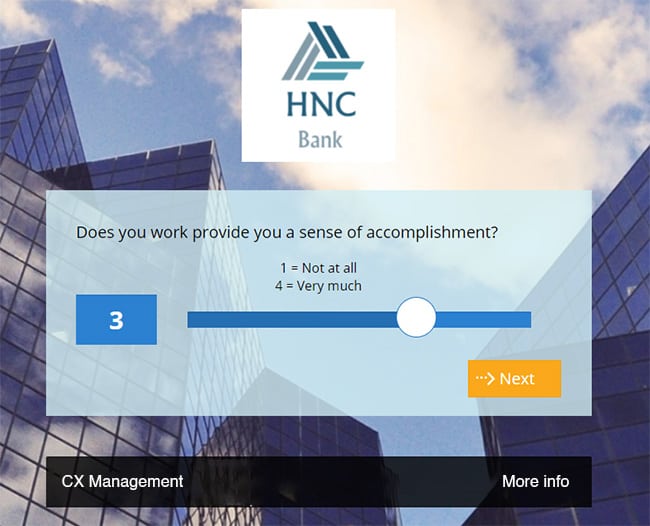 HNC
Bank
Does you work provide you a sense of accomplishment?
1 = Not at all
4 = Very much
3
Next
CX Management
More info